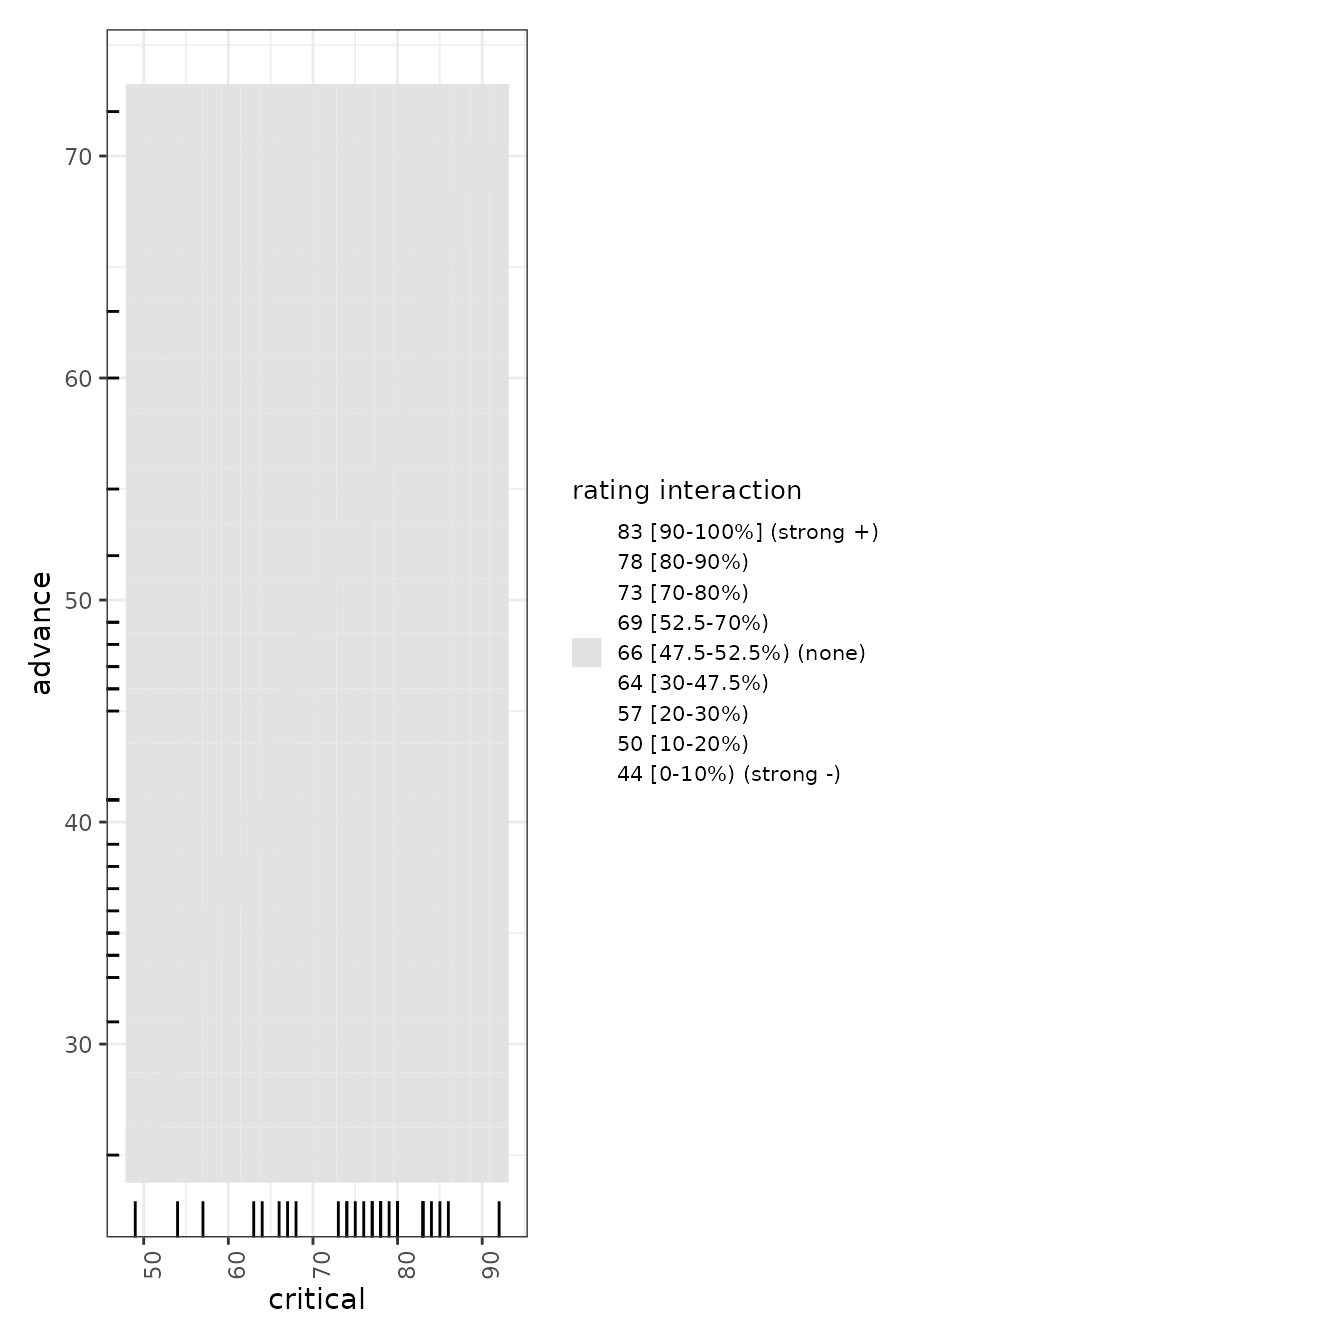 70
60
50
40
30
advance
50
60
70
80
90
critical
rating interaction
83 [90-100%] (strong +)
78 [80-90%)
73 [70-80%)
69 [52.5-70%)
66 [47.5-52.5%) (none)
64 [30-47.5%)
57 [20-30%)
50 [10-20%)
44 [0-10%) (strong -)